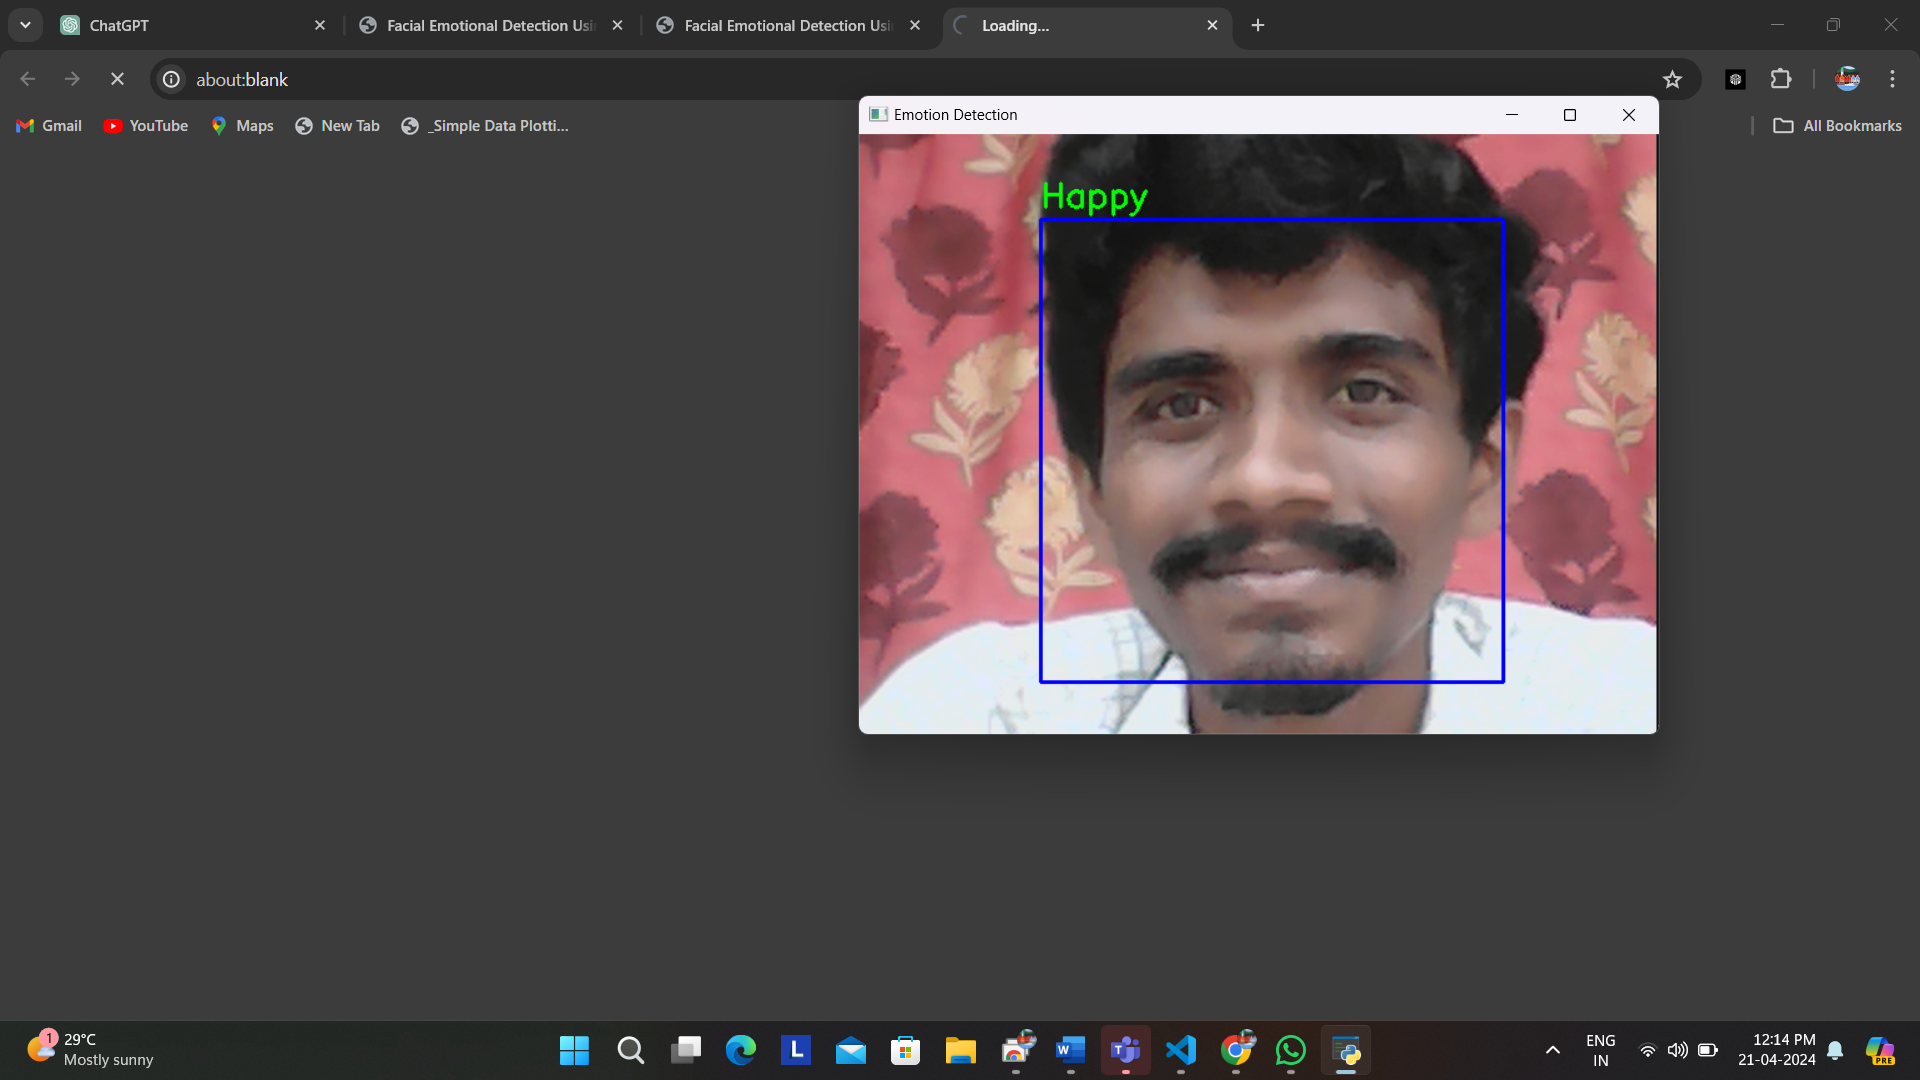 ChatGPT
Facial Emotional Detection Usi
Facial Emotional Detection Usi
Loading...
about:blank
Gmail
YouTube
Maps
New Tab
_Simple Data Plotti...
All Bookmarks
Emotion Detection
Happy
1
29°C
Mostly sunny
L
W
T
ENG
IN
12:14 PM
21-04-2024
PRE